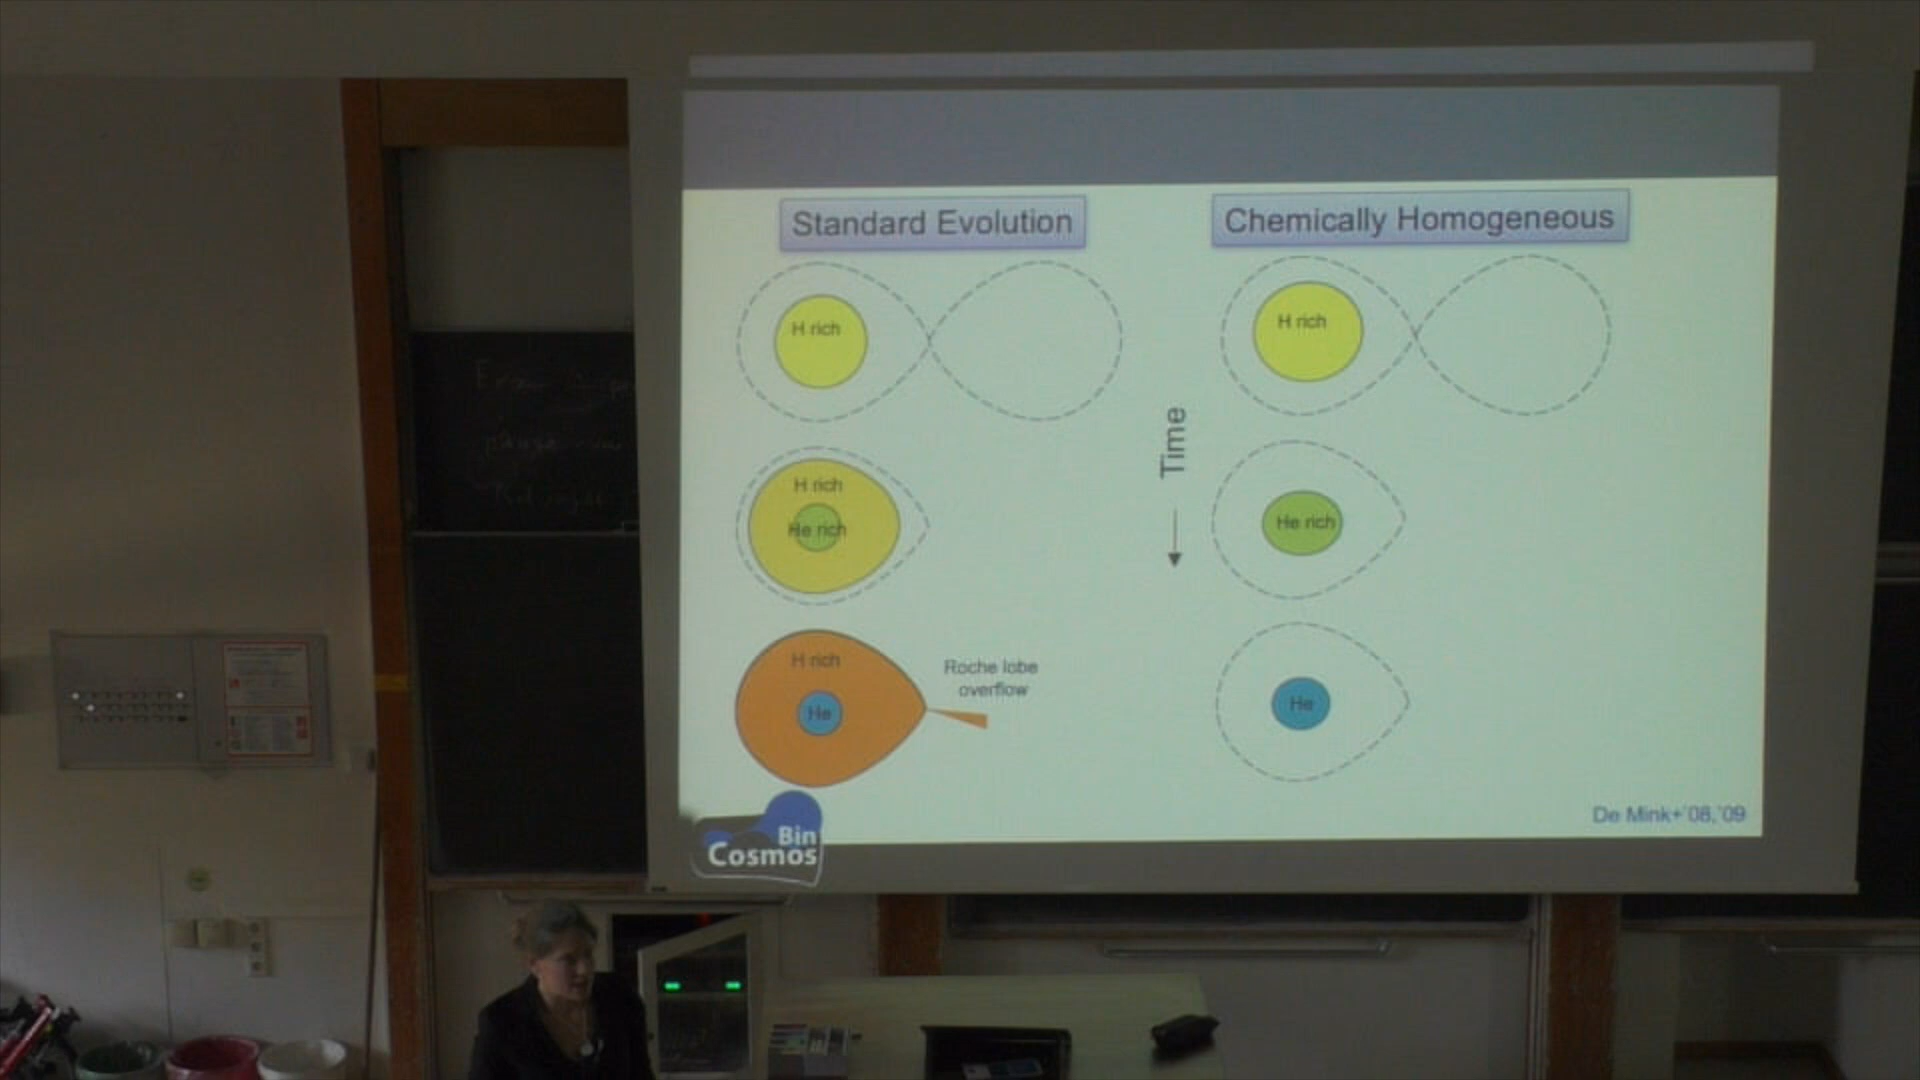 Standard Evolution
Chemically Homogeneous
H rich
H rich
Time
H rich
He rich
He rich
H rich
He
Roche lobe
overflow
He
De Mink+'08,'09
Bin
Cosmos